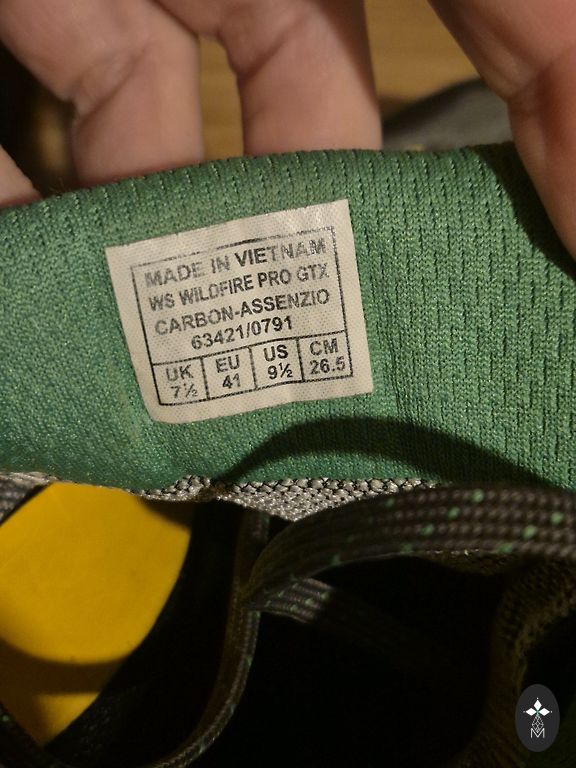 MADE IN VIETNAM
WS WILDFIRE PRO GTX
CARBON-ASSENZIO
63421/0791
UK EU US CM
7½ 41 9½ 26.5
M